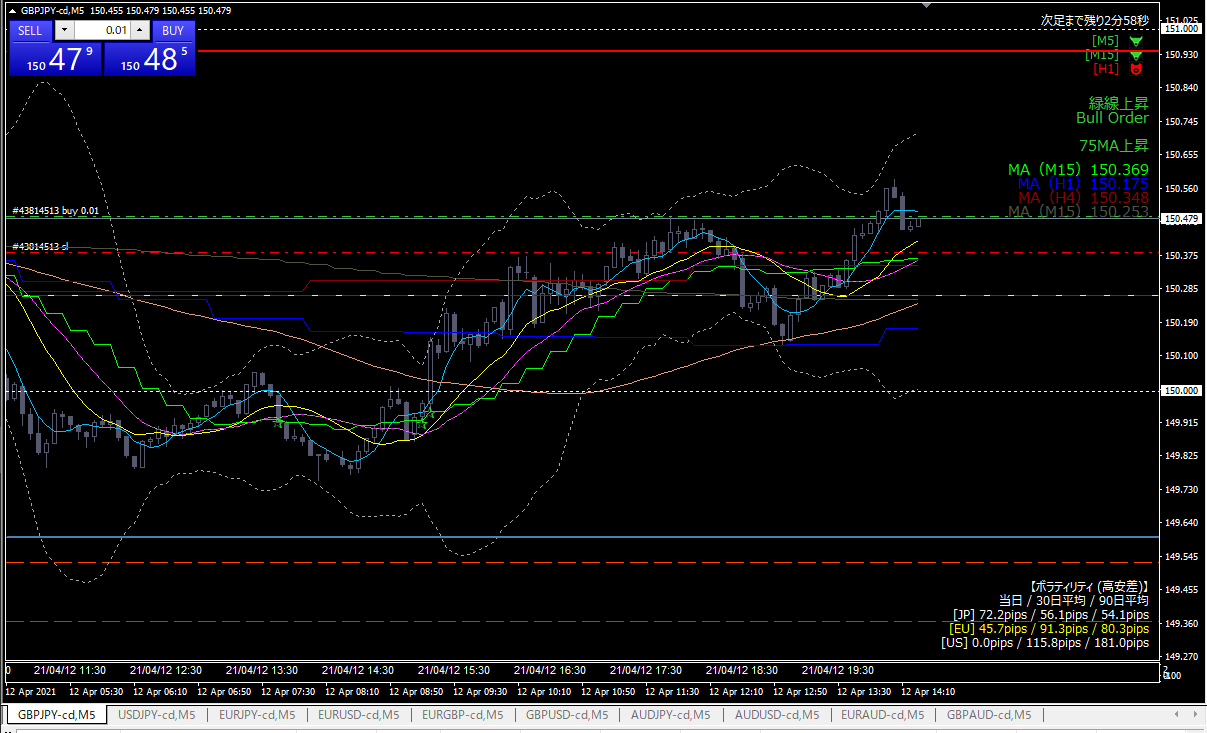 GBPJPY-cd,M5 150.455 150.479 150.455 150.479
SELL 0.01 BUY
150 47 9 150 48 5
次足まで残り2分58秒
[M5]
[M15]
[H1]
緑線上昇
Bull Order
75MA上昇
MA (M15) 150.369
MA (H1) 150.175
MA (H4) 150.348
MA (M15) 150.253
#43814513 buy 0.01
#43814513 sl
151.025
151.000
150.930
150.840
150.745
150.655
150.560
150.479
150.375
150.285
150.190
150.100
150.000
149.915
149.825
149.730
149.640
149.545
149.455
149.360
149.270
【ボラティリティ (高安差)】
当日 / 30日平均 / 90日平均
[JP] 72.2pips / 56.1pips / 54.1pips
[EU] 45.7pips / 91.3pips / 80.3pips
[US] 0.0pips / 115.8pips / 181.0pips
0 21/04/12 11:30 21/04/12 12:30 21/04/12 13:30 21/04/12 14:30 21/04/12 15:30 21/04/12 16:30 21/04/12 17:30 21/04/12 18:30 21/04/12 19:30
12 Apr 2021 12 Apr 05:30 12 Apr 06:10 12 Apr 06:50 12 Apr 07:30 12 Apr 08:10 12 Apr 08:50 12 Apr 09:30 12 Apr 10:10 12 Apr 10:50 12 Apr 11:30 12 Apr 12:10 12 Apr 12:50 12 Apr 13:30 12 Apr 14:10
GBPJPY-cd,M5 USDJPY-cd,M5 EURJPY-cd,M5 EURUSD-cd,M5 EURGBP-cd,M5 GBPUSD-cd,M5 AUDJPY-cd,M5 AUDUSD-cd,M5 EURAUD-cd,M5 GBPAUD-cd,M5